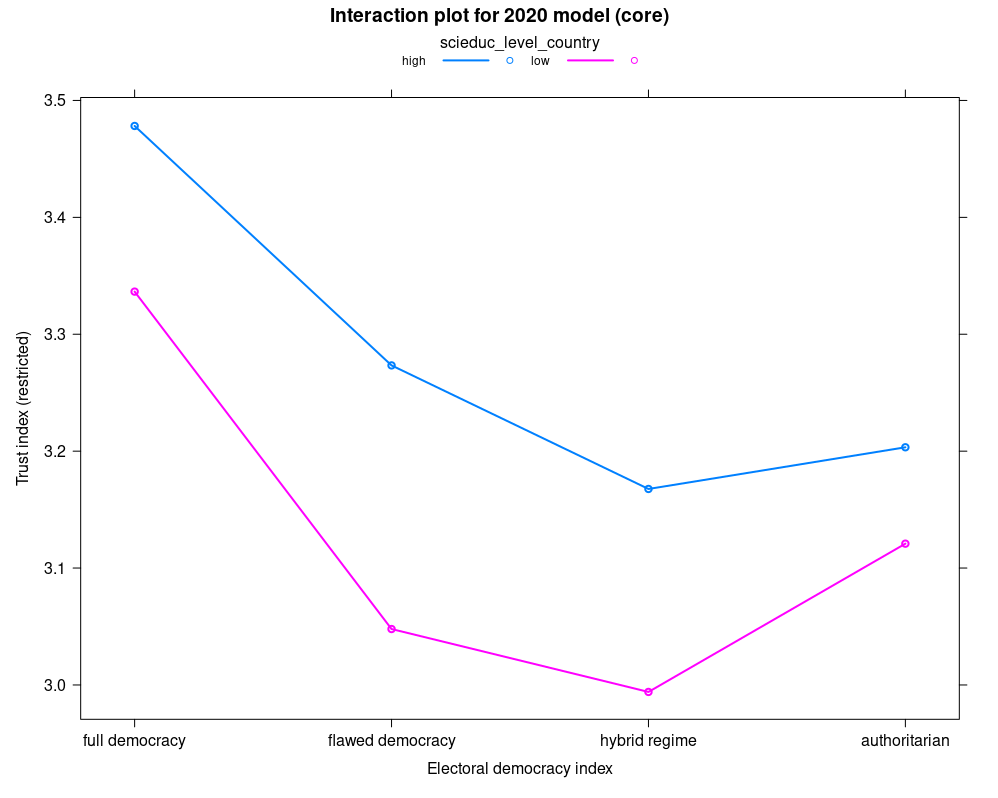 Interaction plot for 2020 model (core)
scieduc_level_country
high low
3.5
3.4
3.3
3.2
3.1
3.0
Trust index (restricted)
full democracy flawed democracy hybrid regime authoritarian
Electoral democracy index